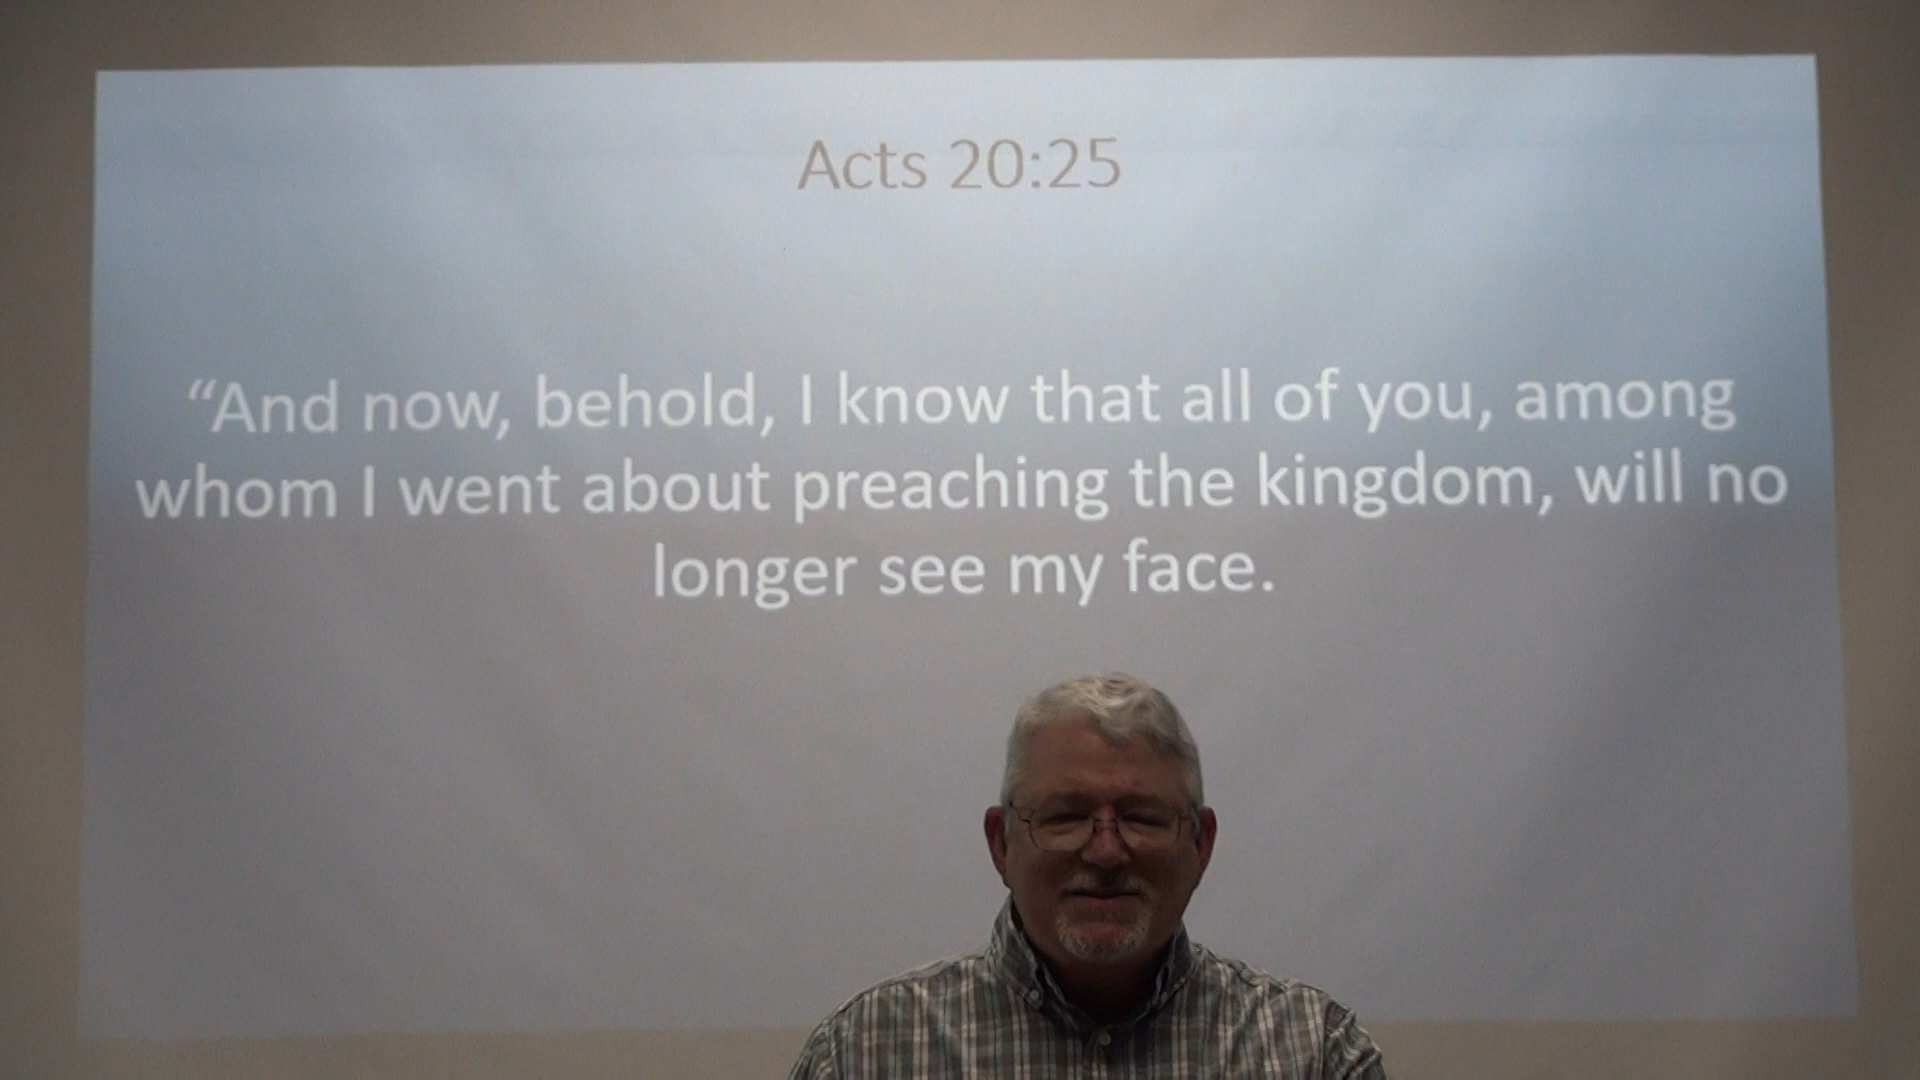 Acts 20:25
“And now, behold, I know that all of you, among
whom I went about preaching the kingdom, will no
longer see my face.